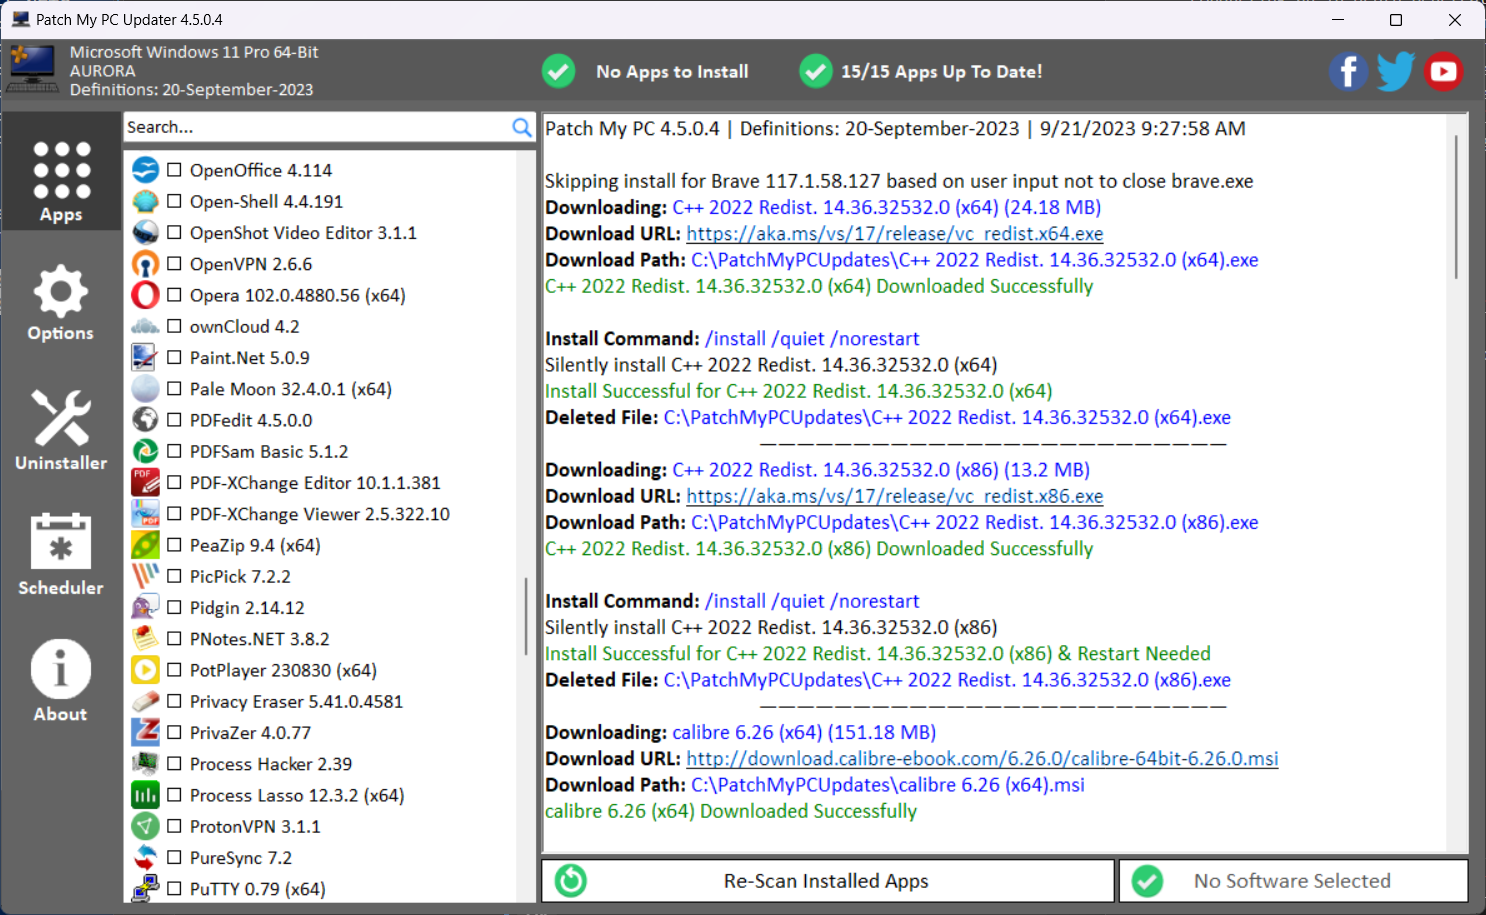 Patch My PC Updater 4.5.0.4
Microsoft Windows 11 Pro 64-Bit
AURORA
Definitions: 20-September-2023
No Apps to Install
15/15 Apps Up To Date!
Apps
Options
Uninstaller
Scheduler
About
Search...
OpenOffice 4.114
Open-Shell 4.4.191
OpenShot Video Editor 3.1.1
OpenVPN 2.6.6
Opera 102.0.4880.56 (x64)
ownCloud 4.2
Paint.Net 5.0.9
Pale Moon 32.4.0.1 (x64)
PDFedit 4.5.0.0
PDFSam Basic 5.1.2
PDF-XChange Editor 10.1.1.381
PDF-XChange Viewer 2.5.322.10
PeaZip 9.4 (x64)
PicPick 7.2.2
Pidgin 2.14.12
PNotes.NET 3.8.2
PotPlayer 230830 (x64)
Privacy Eraser 5.41.0.4581
PrivaZer 4.0.77
Process Hacker 2.39
Process Lasso 12.3.2 (x64)
ProtonVPN 3.1.1
PureSync 7.2
PuTTY 0.79 (x64)
Patch My PC 4.5.0.4 | Definitions: 20-September-2023 | 9/21/2023 9:27:58 AM
Skipping install for Brave 117.1.58.127 based on user input not to close brave.exe
Downloading: C++ 2022 Redist. 14.36.32532.0 (x64) (24.18 MB)
Download URL: https://aka.ms/vs/17/release/vc_redist.x64.exe
Download Path: C:\PatchMyPCUpdates\C++ 2022 Redist. 14.36.32532.0 (x64).exe
C++ 2022 Redist. 14.36.32532.0 (x64) Downloaded Successfully
Install Command: /install /quiet /norestart
Silently install C++ 2022 Redist. 14.36.32532.0 (x64)
Install Successful for C++ 2022 Redist. 14.36.32532.0 (x64)
Deleted File: C:\PatchMyPCUpdates\C++ 2022 Redist. 14.36.32532.0 (x64).exe
Downloading: C++ 2022 Redist. 14.36.32532.0 (x86) (13.2 MB)
Download URL: https://aka.ms/vs/17/release/vc_redist.x86.exe
Download Path: C:\PatchMyPCUpdates\C++ 2022 Redist. 14.36.32532.0 (x86).exe
C++ 2022 Redist. 14.36.32532.0 (x86) Downloaded Successfully
Install Command: /install /quiet /norestart
Silently install C++ 2022 Redist. 14.36.32532.0 (x86)
Install Successful for C++ 2022 Redist. 14.36.32532.0 (x86) & Restart Needed
Deleted File: C:\PatchMyPCUpdates\C++ 2022 Redist. 14.36.32532.0 (x86).exe
Downloading: calibre 6.26 (x64) (151.18 MB)
Download URL: http://download.calibre-ebook.com/6.26.0/calibre-64bit-6.26.0.msi
Download Path: C:\PatchMyPCUpdates\calibre 6.26 (x64).msi
calibre 6.26 (x64) Downloaded Successfully
Re-Scan Installed Apps
No Software Selected